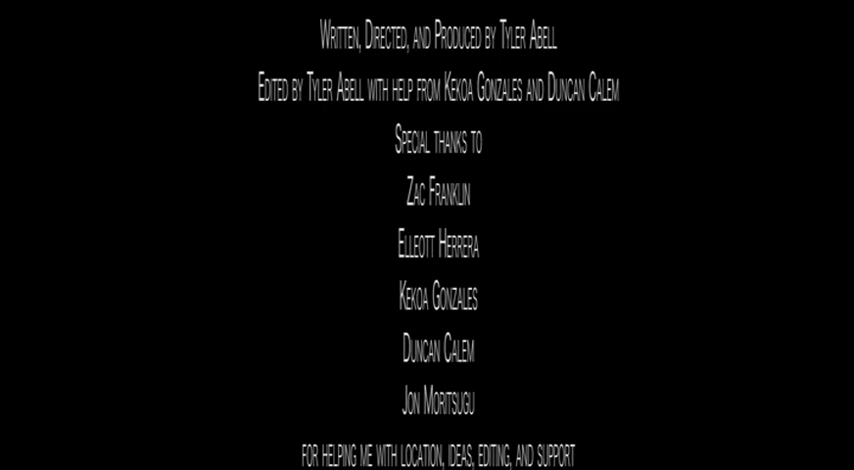 Written, Directed, and Produced by Tyler Abell
Edited by Tyler Abell with help from Kekoa Gonzales and Duncan Calem
Special thanks to
Zac Franklin
Elleott Herrera
Kekoa Gonzales
Duncan Calem
Jon Moritsugu
for helping me with location, ideas, editing, and support